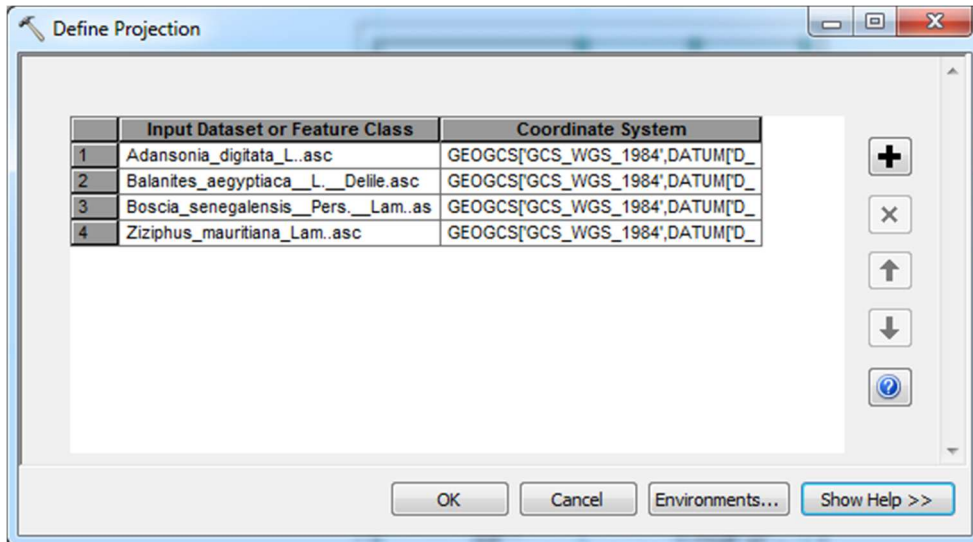 Define Projection
Input Dataset or Feature Class Coordinate System
1 Adansonia_digitata_L..asc GEOGCS['GCS_WGS_1984',DATUM['D_
2 Balanites_aegyptiaca__L.__Delile.asc GEOGCS['GCS_WGS_1984',DATUM['D_
3 Boscia_senegalensis__Pers.__Lam..as GEOGCS['GCS_WGS_1984',DATUM['D_
4 Ziziphus_mauritiana_Lam..asc GEOGCS['GCS_WGS_1984',DATUM['D_
OK Cancel Environments... Show Help >>